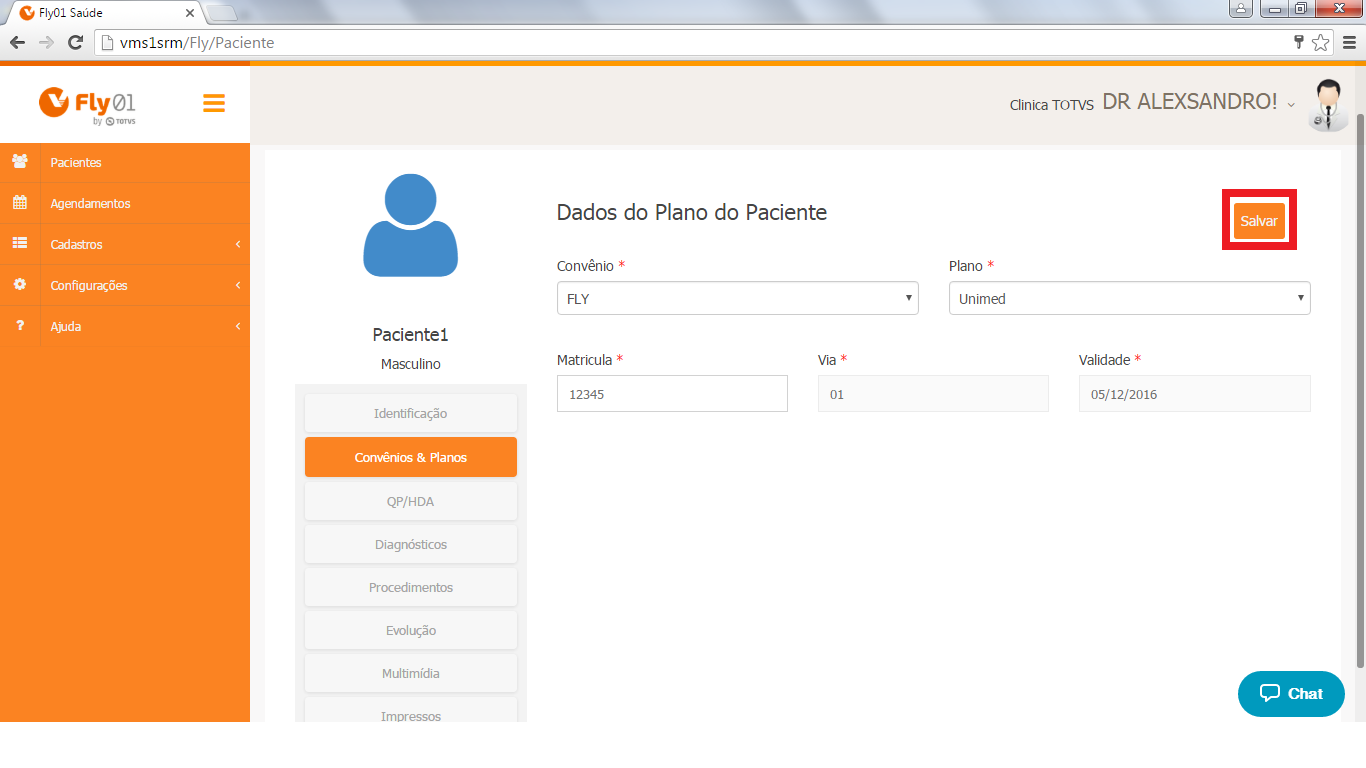 Fly01 Saúde
vms1srm/Fly/Paciente
Fly01
by TOTVS
Clinica TOTVS DR ALEXSANDRO!
Pacientes
Agendamentos
Cadastros
Configurações
Ajuda
Paciente1
Masculino
Identificação
Convênios & Planos
QP/HDA
Diagnósticos
Procedimentos
Evolução
Multimídia
Impressos
Dados do Plano do Paciente
Salvar
Convênio * Plano *
FLY Unimed
Matricula * Via * Validade *
12345 01 05/12/2016
Chat